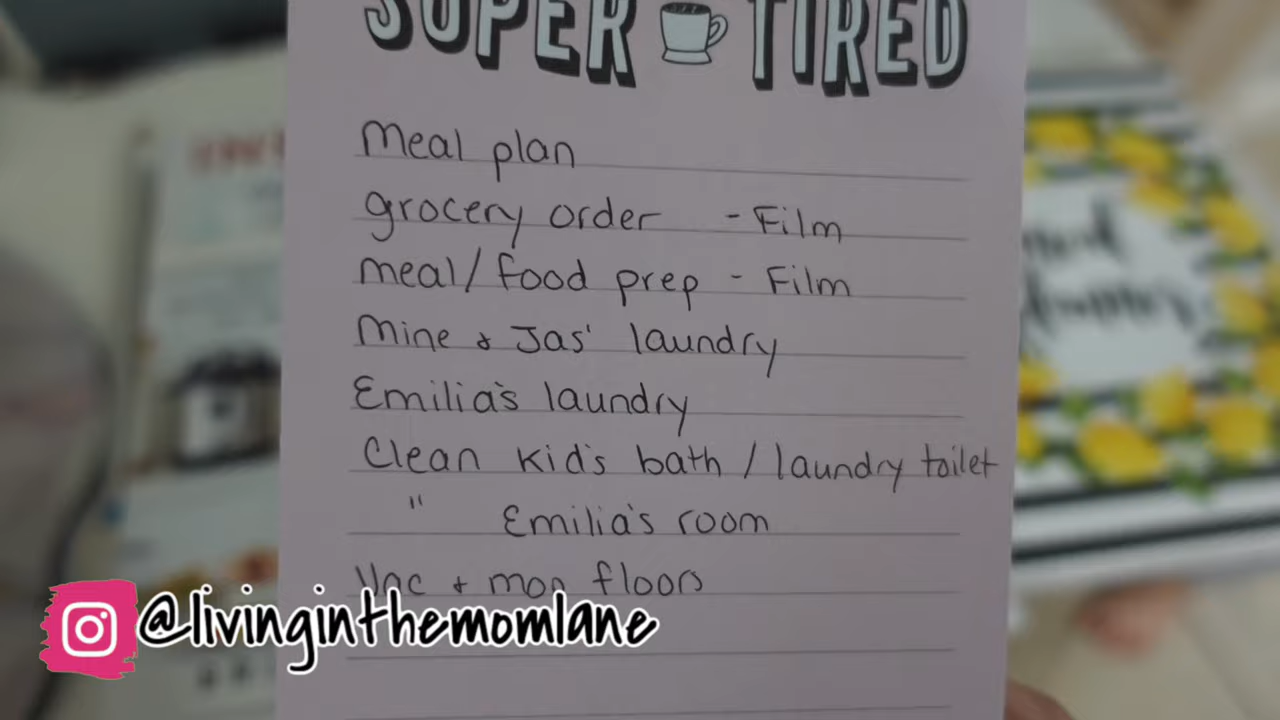 SUPER TIRED
Meal plan
grocery order - Film
meal/food prep - Film
Mine & Jas' laundry
Emilia's laundry
Clean Kid's bath / laundry toilet
" Emilia's room
Vac + mop floors
@livinginthemomlane